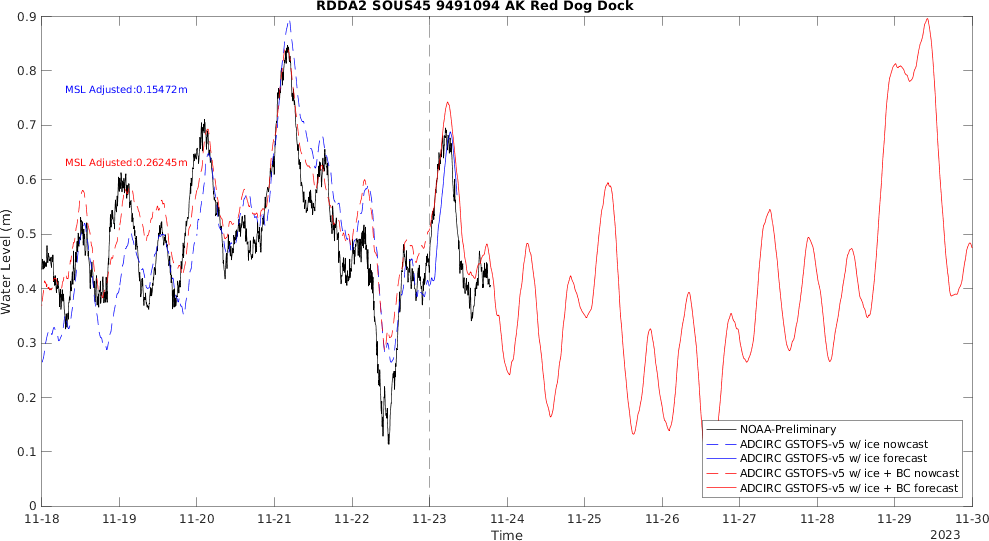 RDDA2 SOUS45 9491094 AK Red Dog Dock
0.9
0.8
0.7
0.6
0.5
0.4
0.3
0.2
0.1
0
Water Level (m)
MSL Adjusted:0.15472m
MSL Adjusted:0.26245m
NOAA-Preliminary
ADCIRC GSTOFS-v5 w/ ice nowcast
ADCIRC GSTOFS-v5 w/ ice forecast
ADCIRC GSTOFS-v5 w/ ice + BC nowcast
ADCIRC GSTOFS-v5 w/ ice + BC forecast
11-18 11-19 11-20 11-21 11-22 11-23 11-24 11-25 11-26 11-27 11-28 11-29 11-30
Time
2023